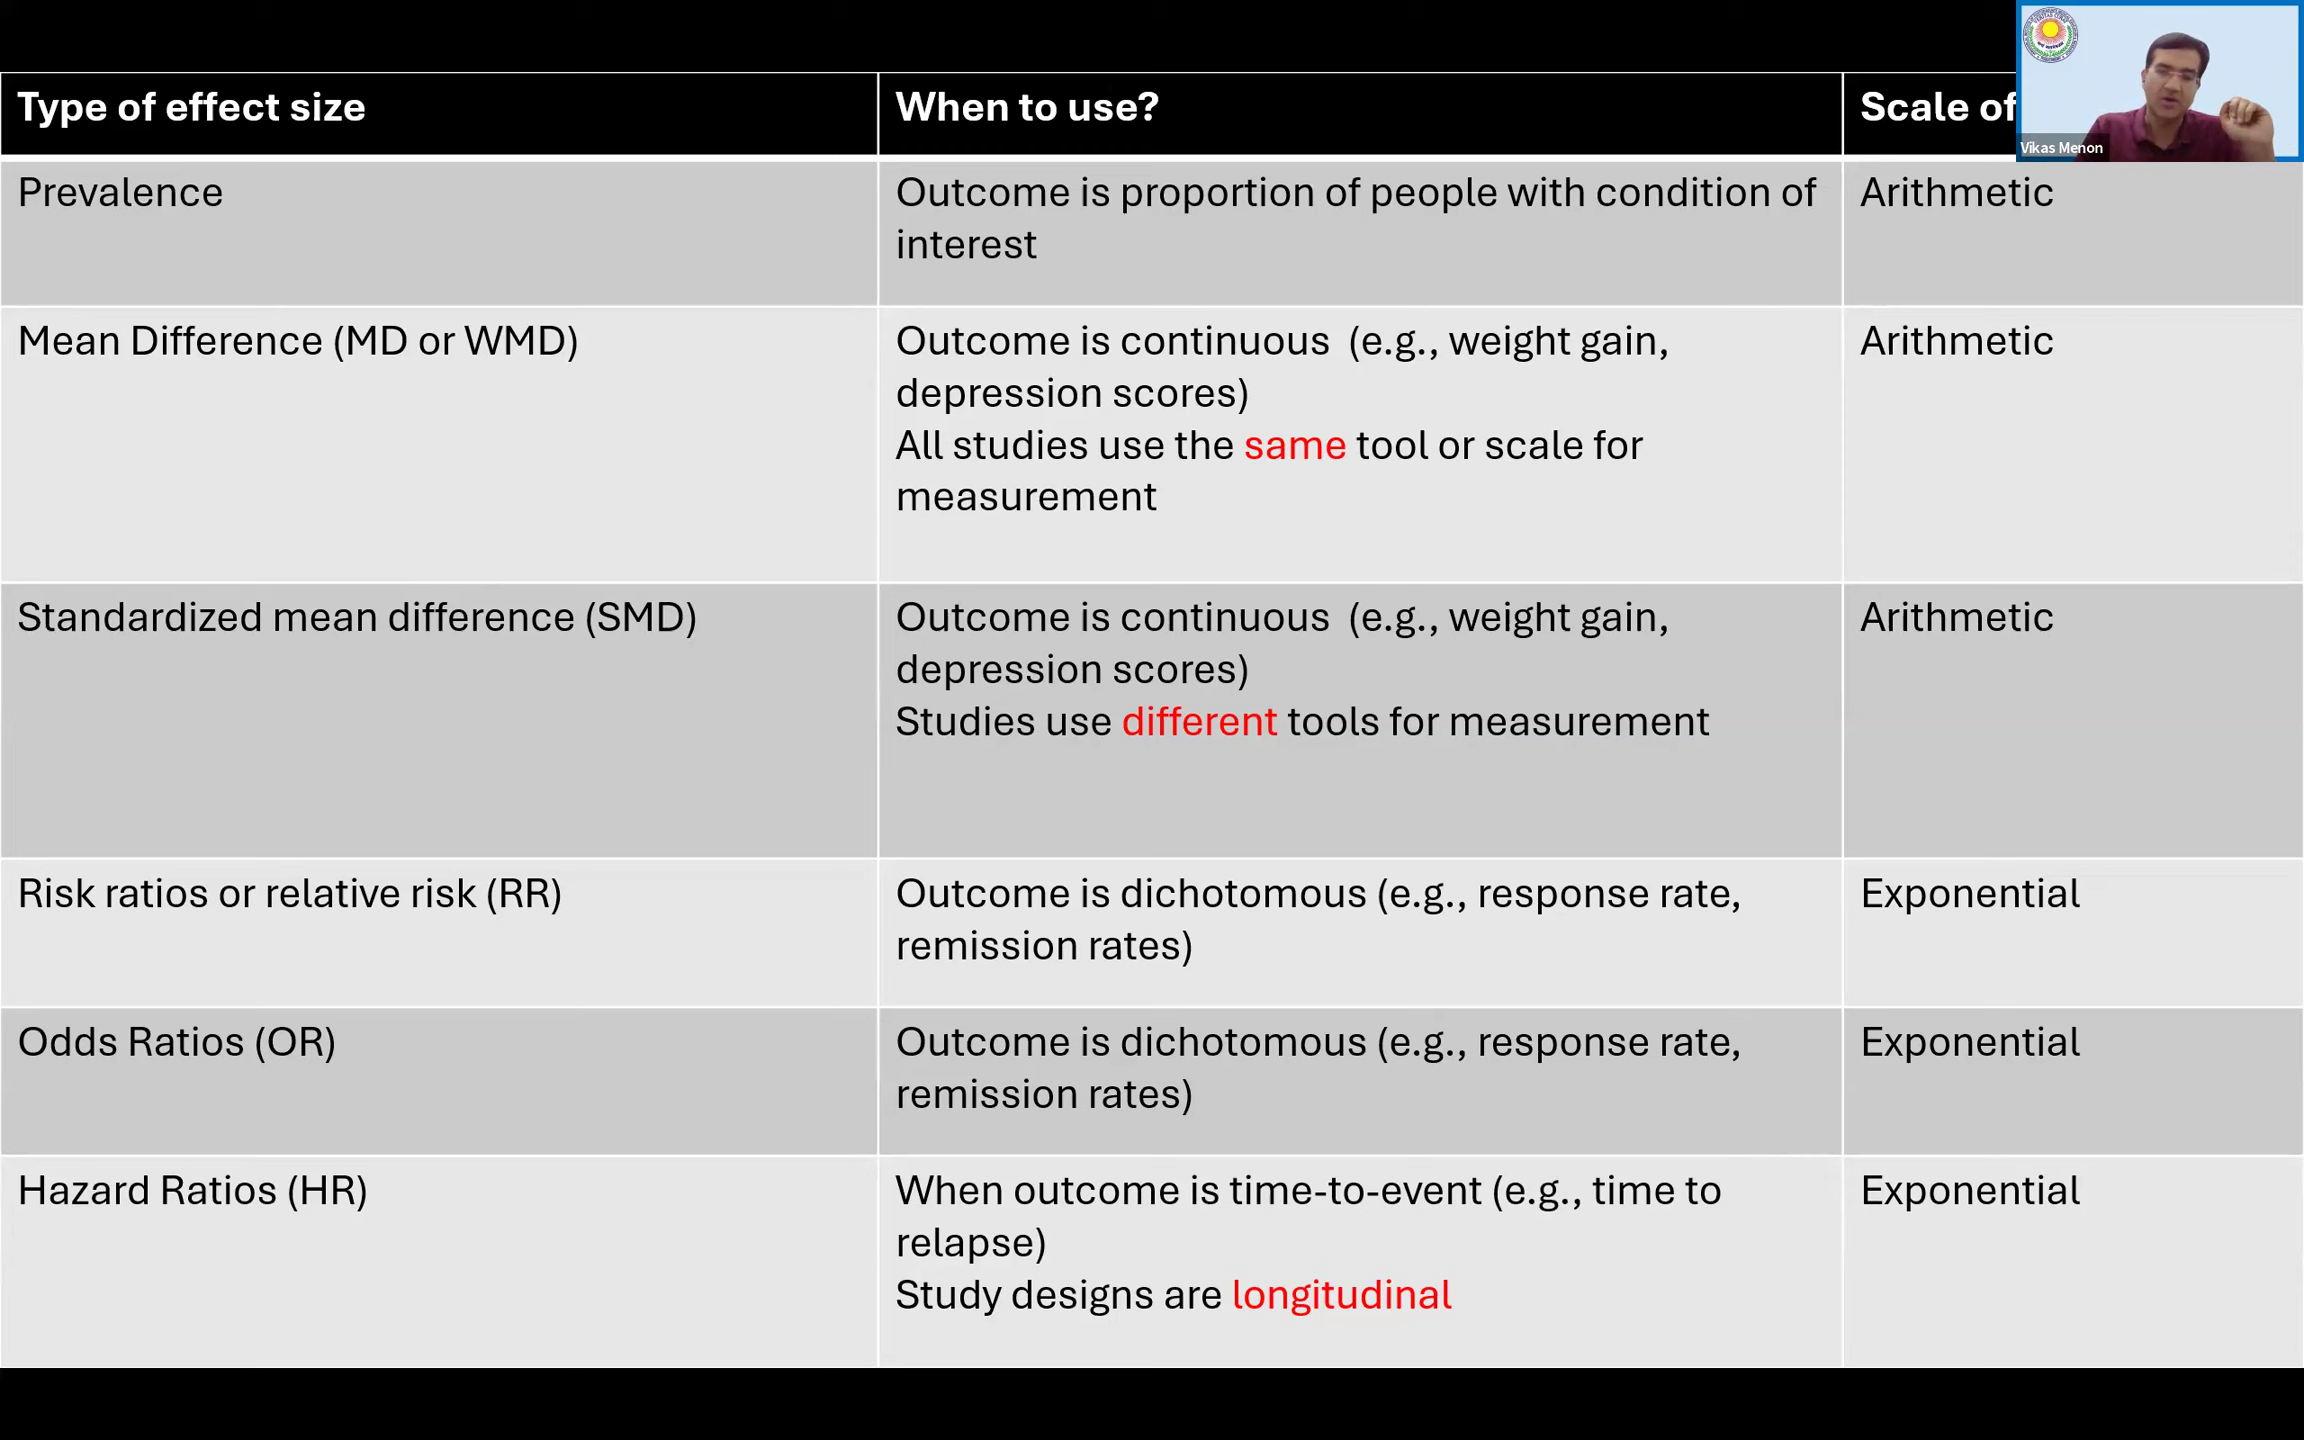 Type of effect size
When to use?
Scale of
Vikas Menon
Prevalence
Outcome is proportion of people with condition of
interest
Arithmetic
Mean Difference (MD or WMD)
Outcome is continuous  (e.g., weight gain,
depression scores)
All studies use the same tool or scale for
measurement
Arithmetic
Standardized mean difference (SMD)
Outcome is continuous  (e.g., weight gain,
depression scores)
Studies use different tools for measurement
Arithmetic
Risk ratios or relative risk (RR)
Outcome is dichotomous (e.g., response rate,
remission rates)
Exponential
Odds Ratios (OR)
Outcome is dichotomous (e.g., response rate,
remission rates)
Exponential
Hazard Ratios (HR)
When outcome is time-to-event (e.g., time to
relapse)
Study designs are longitudinal
Exponential